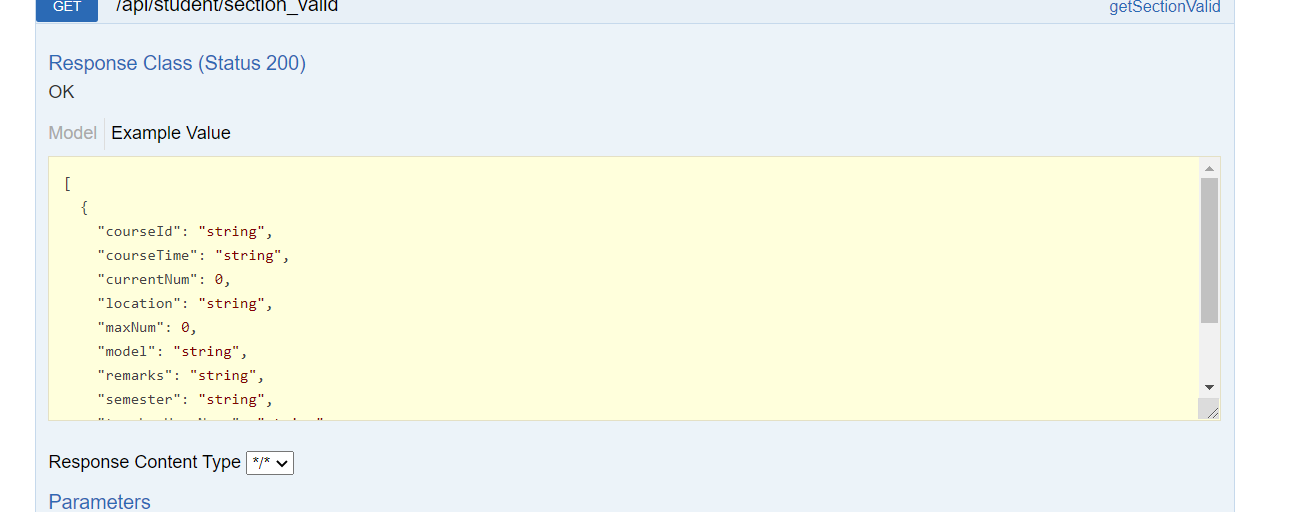 GET /api/student/section_valid getSectionValid
Response Class (Status 200)
OK
Model Example Value
[
{
"courseId": "string",
"courseTime": "string",
"currentNum": 0,
"location": "string",
"maxNum": 0,
"model": "string",
"remarks": "string",
"semester": "string",
Response Content Type */*
Parameters